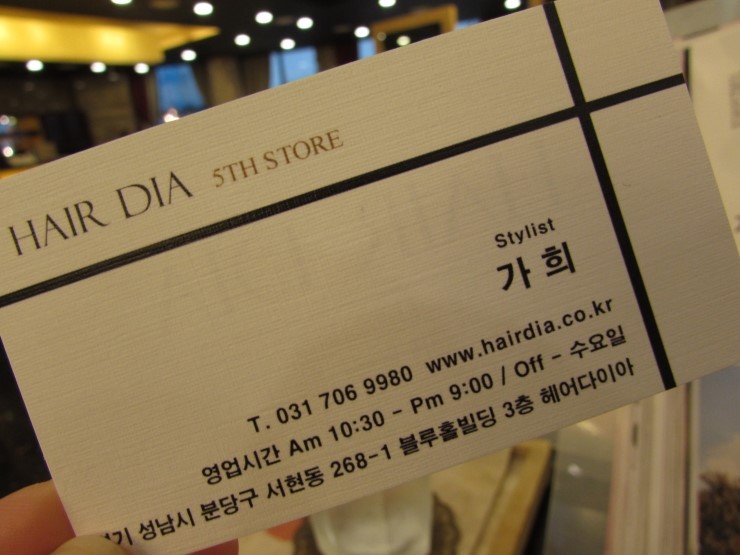 HAIR DIA 5TH STORE
Stylist
가 희
T. 031 706 9980 www.hairdia.co.kr
영업시간 Am 10:30 - Pm 9:00 / Off - 수요일
기 성남시 분당구 서현동 268-1 블루홀빌딩 3층 헤어다이아